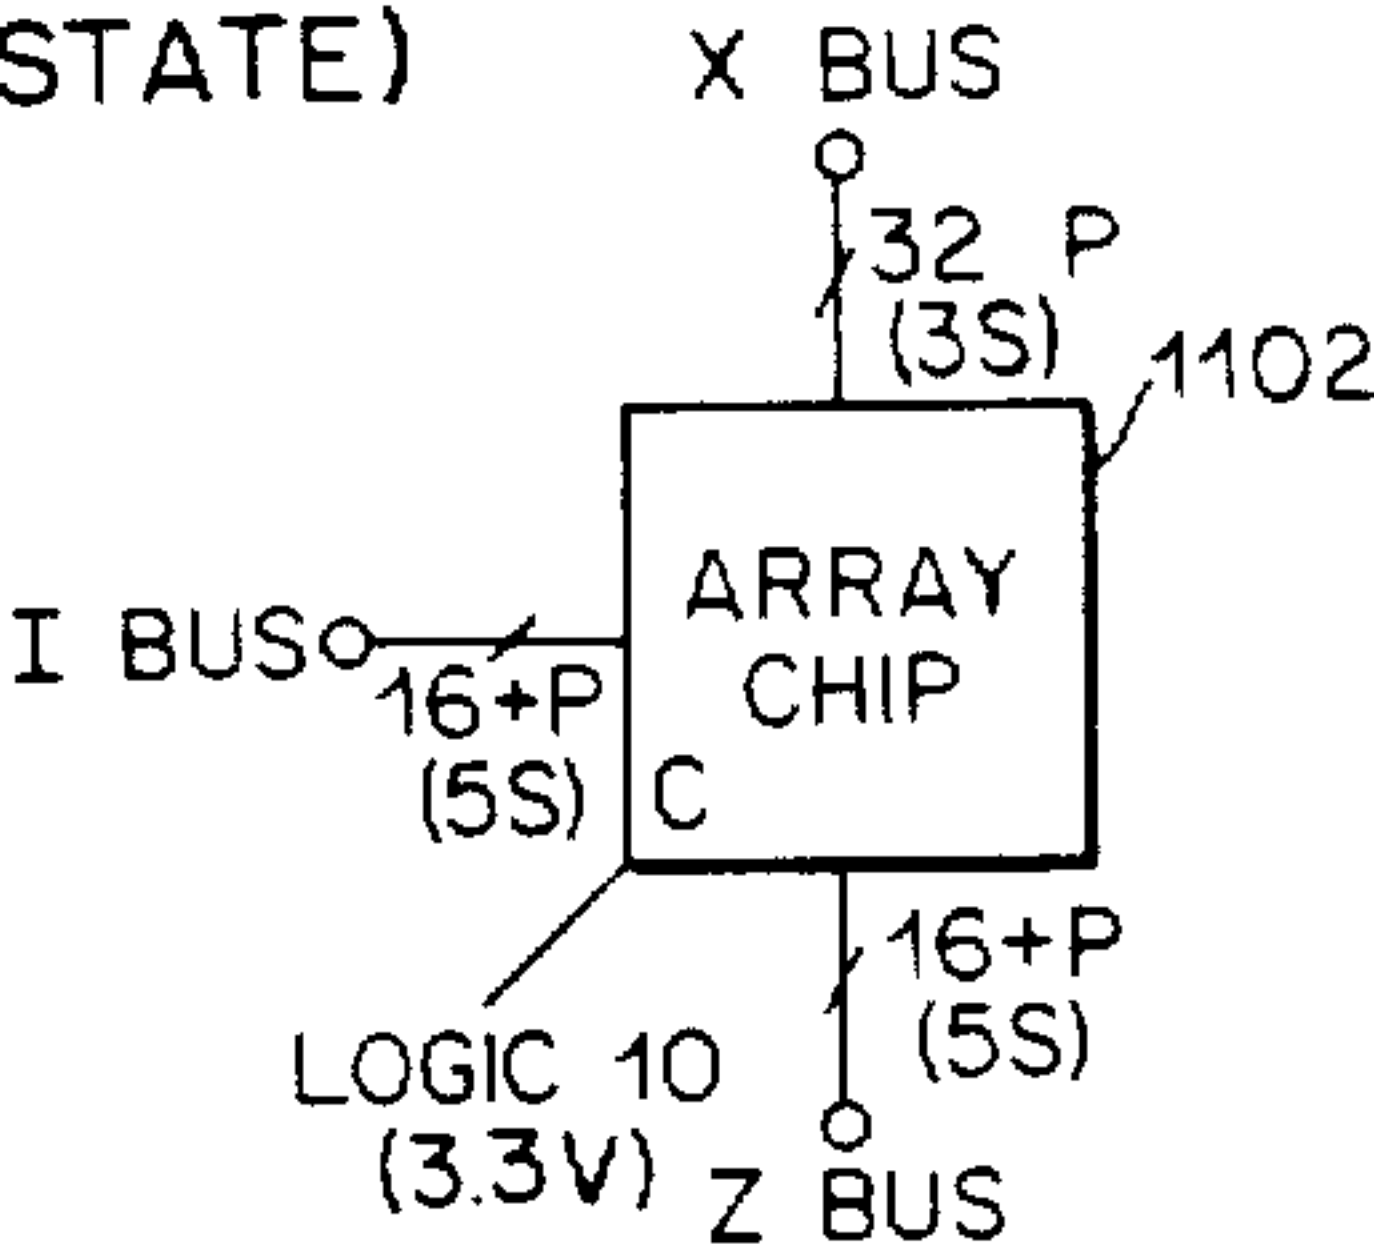 STATE)
X BUS
32 P
(3S)
1102
ARRAY
CHIP
I BUS
16+P
(5S)
C
16+P
(5S)
LOGIC 10
(3.3V)
Z BUS